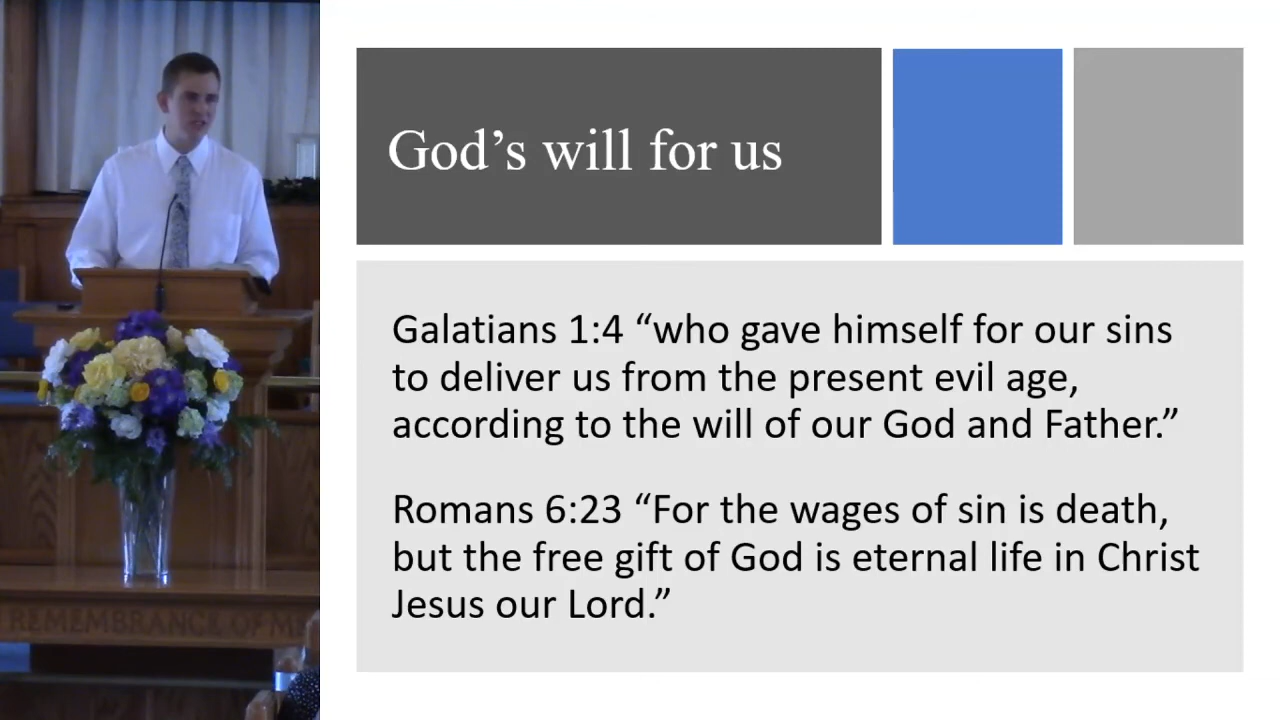 God’s will for us
Galatians 1:4 “who gave himself for our sins
to deliver us from the present evil age,
according to the will of our God and Father.”
Romans 6:23 “For the wages of sin is death,
but the free gift of God is eternal life in Christ
Jesus our Lord.”
REMEMBRANCE OF